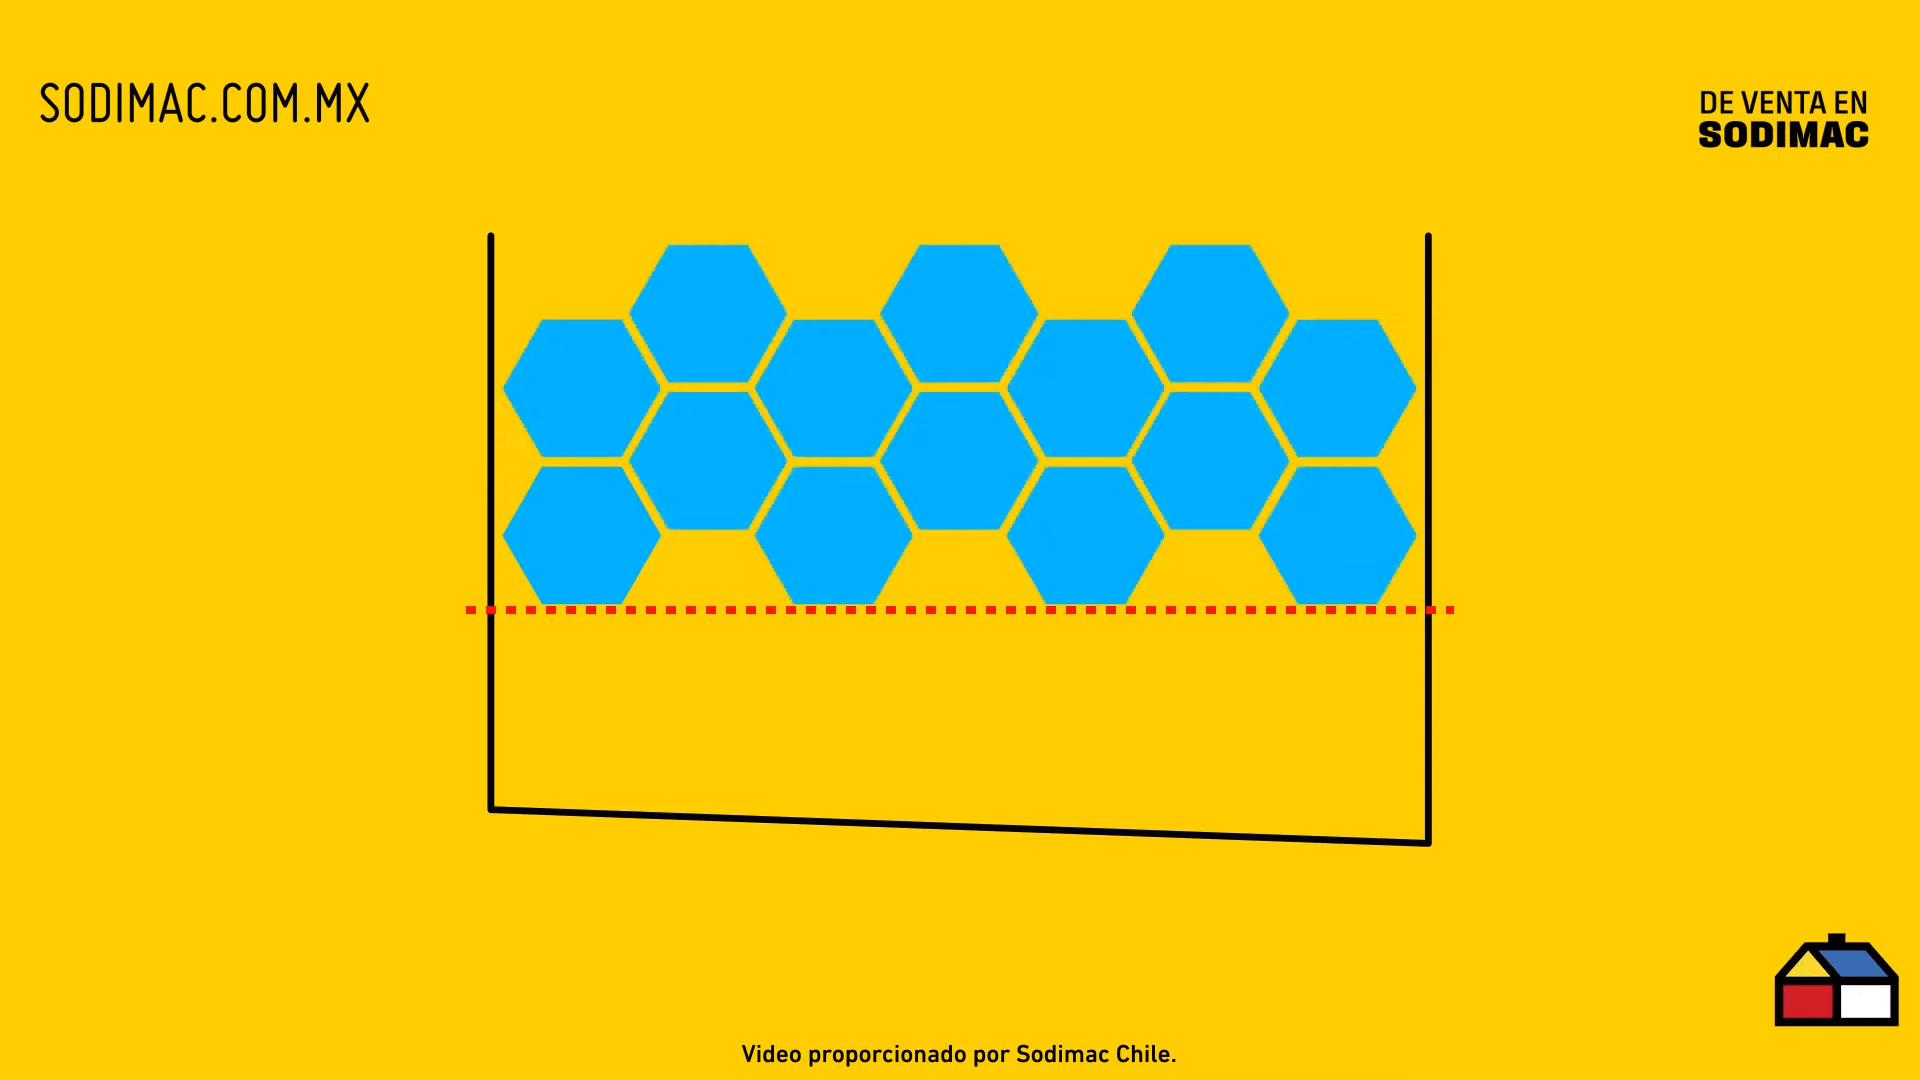 SODIMAC.COM.MX
DE VENTA EN
SODIMAC
Video proporcionado por Sodimac Chile.